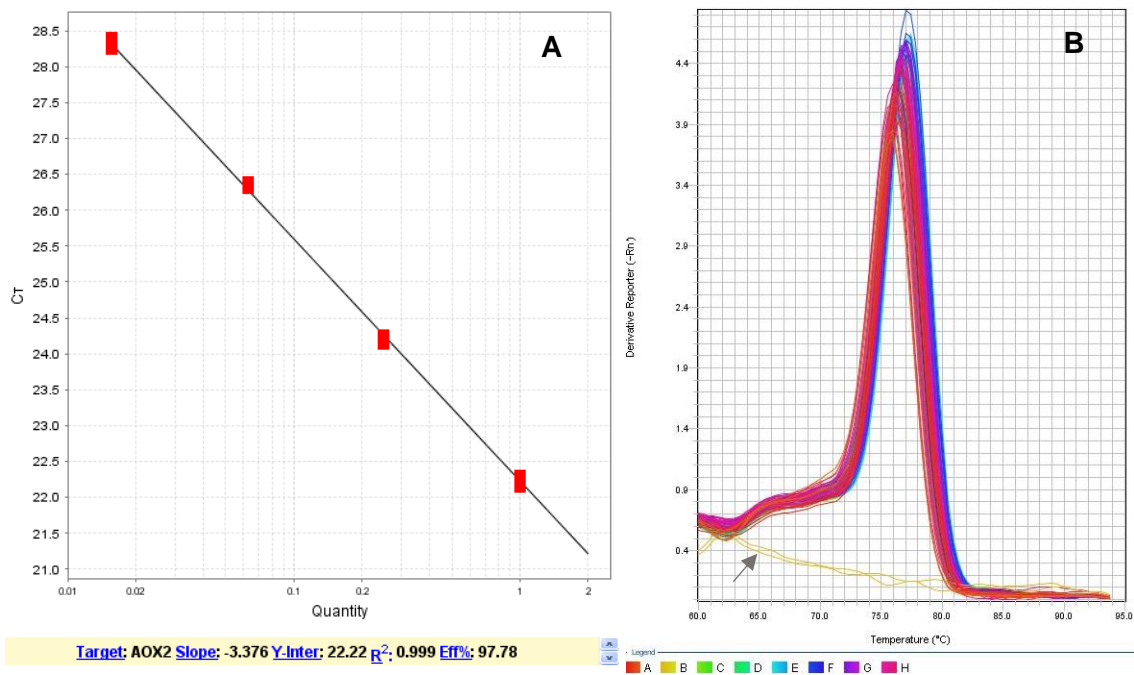 A
28.5
28.0
27.5
27.0
26.5
26.0
25.5
25.0
24.5
24.0
23.5
23.0
22.5
22.0
21.5
21.0
Cт
0.01 0.02 0.1 0.2 1 2
Quantity
Target: AOX2 Slope: -3.376 Y-Inter: 22.22 R²: 0.999 Eff%: 97.78
B
4.4
3.9
3.4
2.9
2.4
1.9
1.4
0.9
0.4
Derivative Reporter (-Rn)
60.0 65.0 70.0 75.0 80.0 85.0 90.0 95.0
Temperature (°C)
Legend
A B C D E F G H